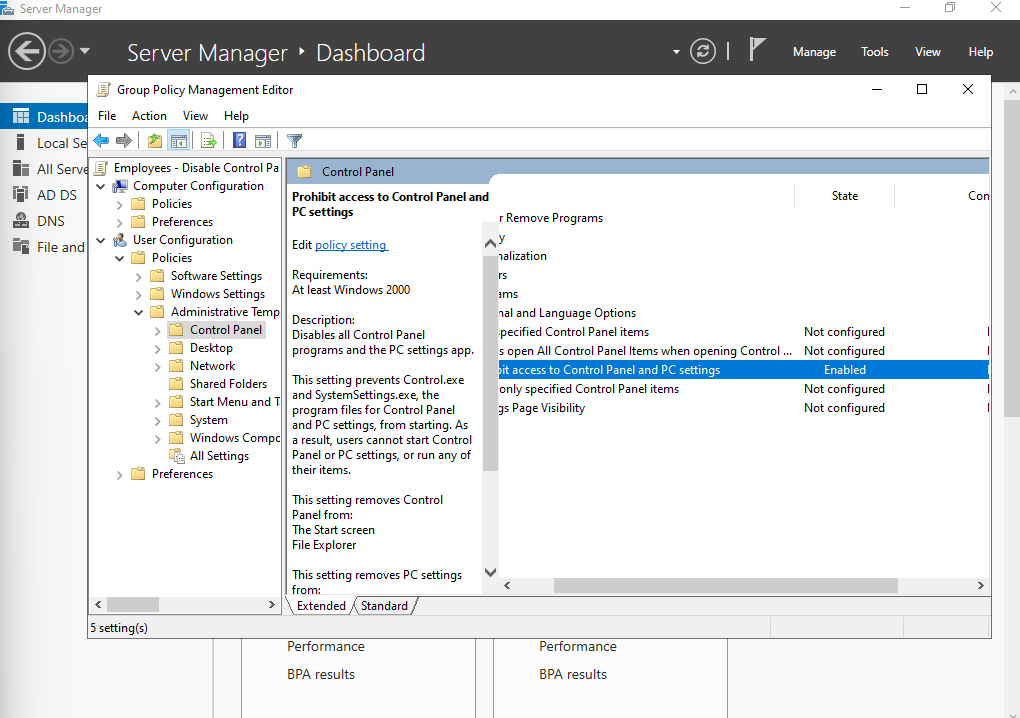 Server Manager
Server Manager • Dashboard
Manage Tools View Help
Dashboa
Local Se
All Serve
AD DS
DNS
File and
Group Policy Management Editor
File Action View Help
Employees - Disable Control Pa
Computer Configuration
Policies
Preferences
User Configuration
Policies
Software Settings
Windows Settings
Administrative Temp
Control Panel
Desktop
Network
Shared Folders
Start Menu and T
System
Windows Compo
All Settings
Preferences
Control Panel
Prohibit access to Control Panel and
PC settings
Edit policy setting
Requirements:
At least Windows 2000
Description:
Disables all Control Panel
programs and the PC settings app.
This setting prevents Control.exe
and SystemSettings.exe, the
program files for Control Panel
and PC settings, from starting. As
a result, users cannot start Control
Panel or PC settings, or run any of
their items.
This setting removes Control
Panel from:
The Start screen
File Explorer
This setting removes PC settings
from:
State Con
r Remove Programs
y
nalization
rs
ams
nal and Language Options
pecified Control Panel items Not configured
s open All Control Panel Items when opening Control ... Not configured
bit access to Control Panel and PC settings Enabled
only specified Control Panel items Not configured
gs Page Visibility Not configured
Extended Standard
5 setting(s)
Performance
BPA results
Performance
BPA results